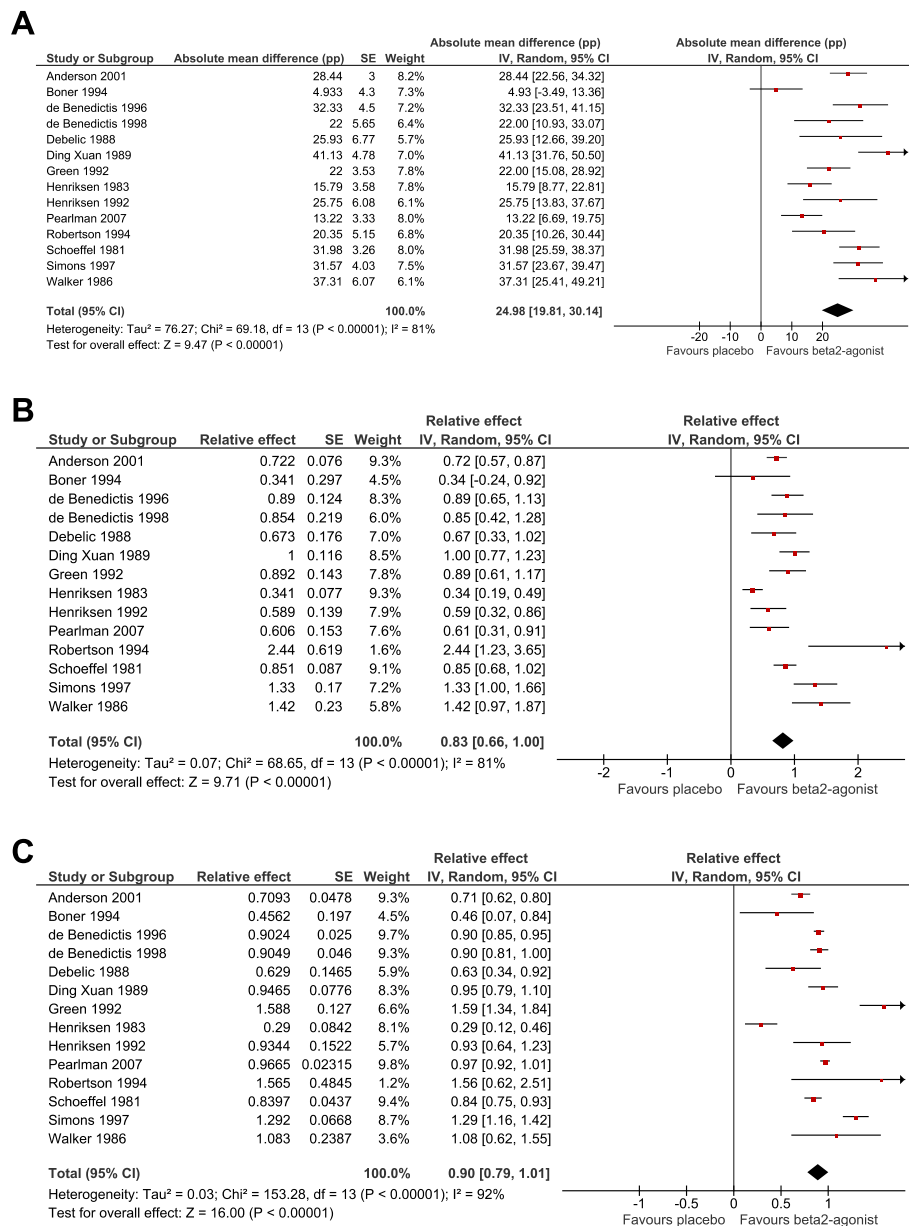 A
Absolute mean difference (pp) Absolute mean difference (pp)
Study or Subgroup Absolute mean difference (pp) SE Weight IV, Random, 95% CI IV, Random, 95% CI
Anderson 2001 28.44 3 8.2% 28.44 [22.56, 34.32]
Boner 1994 4.933 4.3 7.3% 4.93 [-3.49, 13.36]
de Benedictis 1996 32.33 4.5 7.2% 32.33 [23.51, 41.15]
de Benedictis 1998 22 5.65 6.4% 22.00 [10.93, 33.07]
Debelic 1988 25.93 6.77 5.7% 25.93 [12.66, 39.20]
Ding Xuan 1989 41.13 4.78 7.0% 41.13 [31.76, 50.50]
Green 1992 22 3.53 7.8% 22.00 [15.08, 28.92]
Henriksen 1983 15.79 3.58 7.8% 15.79 [8.77, 22.81]
Henriksen 1992 25.75 6.08 6.1% 25.75 [13.83, 37.67]
Pearlman 2007 13.22 3.33 8.0% 13.22 [6.69, 19.75]
Robertson 1994 20.35 5.15 6.8% 20.35 [10.26, 30.44]
Schoeffel 1981 31.98 3.26 8.0% 31.98 [25.59, 38.37]
Simons 1997 31.57 4.03 7.5% 31.57 [23.67, 39.47]
Walker 1986 37.31 6.07 6.1% 37.31 [25.41, 49.21]
Total (95% CI) 100.0% 24.98 [19.81, 30.14]
Heterogeneity: Tau² = 76.27; Chi² = 69.18, df = 13 (P < 0.00001); I² = 81%
Test for overall effect: Z = 9.47 (P < 0.00001)
-20 -10 0 10 20
Favours placebo Favours beta2-agonist
B
Relative effect Relative effect
Study or Subgroup Relative effect SE Weight IV, Random, 95% CI IV, Random, 95% CI
Anderson 2001 0.722 0.076 9.3% 0.72 [0.57, 0.87]
Boner 1994 0.341 0.297 4.5% 0.34 [-0.24, 0.92]
de Benedictis 1996 0.89 0.124 8.3% 0.89 [0.65, 1.13]
de Benedictis 1998 0.854 0.219 6.0% 0.85 [0.42, 1.28]
Debelic 1988 0.673 0.176 7.0% 0.67 [0.33, 1.02]
Ding Xuan 1989 1 0.116 8.5% 1.00 [0.77, 1.23]
Green 1992 0.892 0.143 7.8% 0.89 [0.61, 1.17]
Henriksen 1983 0.341 0.077 9.3% 0.34 [0.19, 0.49]
Henriksen 1992 0.589 0.139 7.9% 0.59 [0.32, 0.86]
Pearlman 2007 0.606 0.153 7.6% 0.61 [0.31, 0.91]
Robertson 1994 2.44 0.619 1.6% 2.44 [1.23, 3.65]
Schoeffel 1981 0.851 0.087 9.1% 0.85 [0.68, 1.02]
Simons 1997 1.33 0.17 7.2% 1.33 [1.00, 1.66]
Walker 1986 1.42 0.23 5.8% 1.42 [0.97, 1.87]
Total (95% CI) 100.0% 0.83 [0.66, 1.00]
Heterogeneity: Tau² = 0.07; Chi² = 68.65, df = 13 (P < 0.00001); I² = 81%
Test for overall effect: Z = 9.71 (P < 0.00001)
-2 -1 0 1 2
Favours placebo Favours beta2-agonist
C
Relative effect Relative effect
Study or Subgroup Relative effect SE Weight IV, Random, 95% CI IV, Random, 95% CI
Anderson 2001 0.7093 0.0478 9.3% 0.71 [0.62, 0.80]
Boner 1994 0.4562 0.197 4.5% 0.46 [0.07, 0.84]
de Benedictis 1996 0.9024 0.025 9.7% 0.90 [0.85, 0.95]
de Benedictis 1998 0.9049 0.046 9.3% 0.90 [0.81, 1.00]
Debelic 1988 0.629 0.1465 5.9% 0.63 [0.34, 0.92]
Ding Xuan 1989 0.9465 0.0776 8.3% 0.95 [0.79, 1.10]
Green 1992 1.588 0.127 6.6% 1.59 [1.34, 1.84]
Henriksen 1983 0.29 0.0842 8.1% 0.29 [0.12, 0.46]
Henriksen 1992 0.9344 0.1522 5.7% 0.93 [0.64, 1.23]
Pearlman 2007 0.9665 0.02315 9.8% 0.97 [0.92, 1.01]
Robertson 1994 1.565 0.4845 1.2% 1.56 [0.62, 2.51]
Schoeffel 1981 0.8397 0.0437 9.4% 0.84 [0.75, 0.93]
Simons 1997 1.292 0.0668 8.7% 1.29 [1.16, 1.42]
Walker 1986 1.083 0.2387 3.6% 1.08 [0.62, 1.55]
Total (95% CI) 100.0% 0.90 [0.79, 1.01]
Heterogeneity: Tau² = 0.03; Chi² = 153.28, df = 13 (P < 0.00001); I² = 92%
Test for overall effect: Z = 16.00 (P < 0.00001)
-1 -0.5 0 0.5 1
Favours placebo Favours beta2-agonist